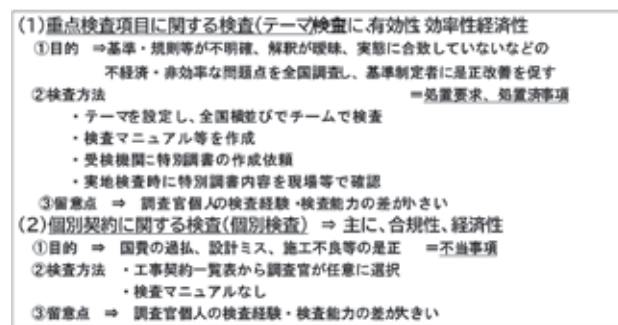 (1)重点検査項目に関する検査(テーマ検査)主に、有効性 効率性経済性
①目的 ⇒基準・規則等が不明確、解釈が曖昧、実態に合致していないなどの
不経済・非効率な問題点を全国調査し、基準制定者に是正改善を促す
②検査方法 =処置要求、処置済事項
・テーマを設定し、全国横並びでチームで検査
・検査マニュアル等を作成
・受検機関に特別調書の作成依頼
・実地検査時に特別調書内容を現場等で確認
③留意点 ⇒ 調査官個人の検査経験・検査能力の差が小さい
(2)個別契約に関する検査(個別検査) ⇒ 主に、合規性、経済性
①目的 ⇒ 国費の過払、設計ミス、施工不良等の是正 =不当事項
②検査方法 ・工事契約一覧表から調査官が任意に選択
・検査マニュアルなし
③留意点 ⇒ 調査官個人の検査経験・検査能力の差が大きい